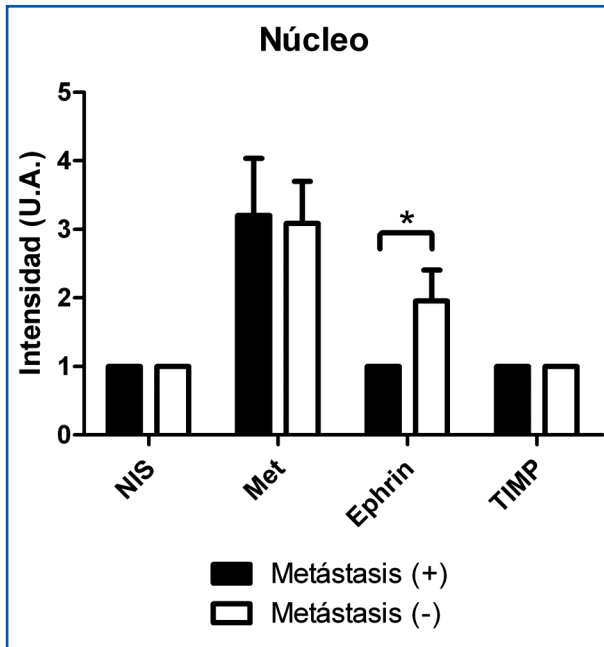 Núcleo
Intensidad (U.A.)
5
4
3
2
1
0
*
NIS
Met
Ephrin
TIMP
Metástasis (+)
Metástasis (-)